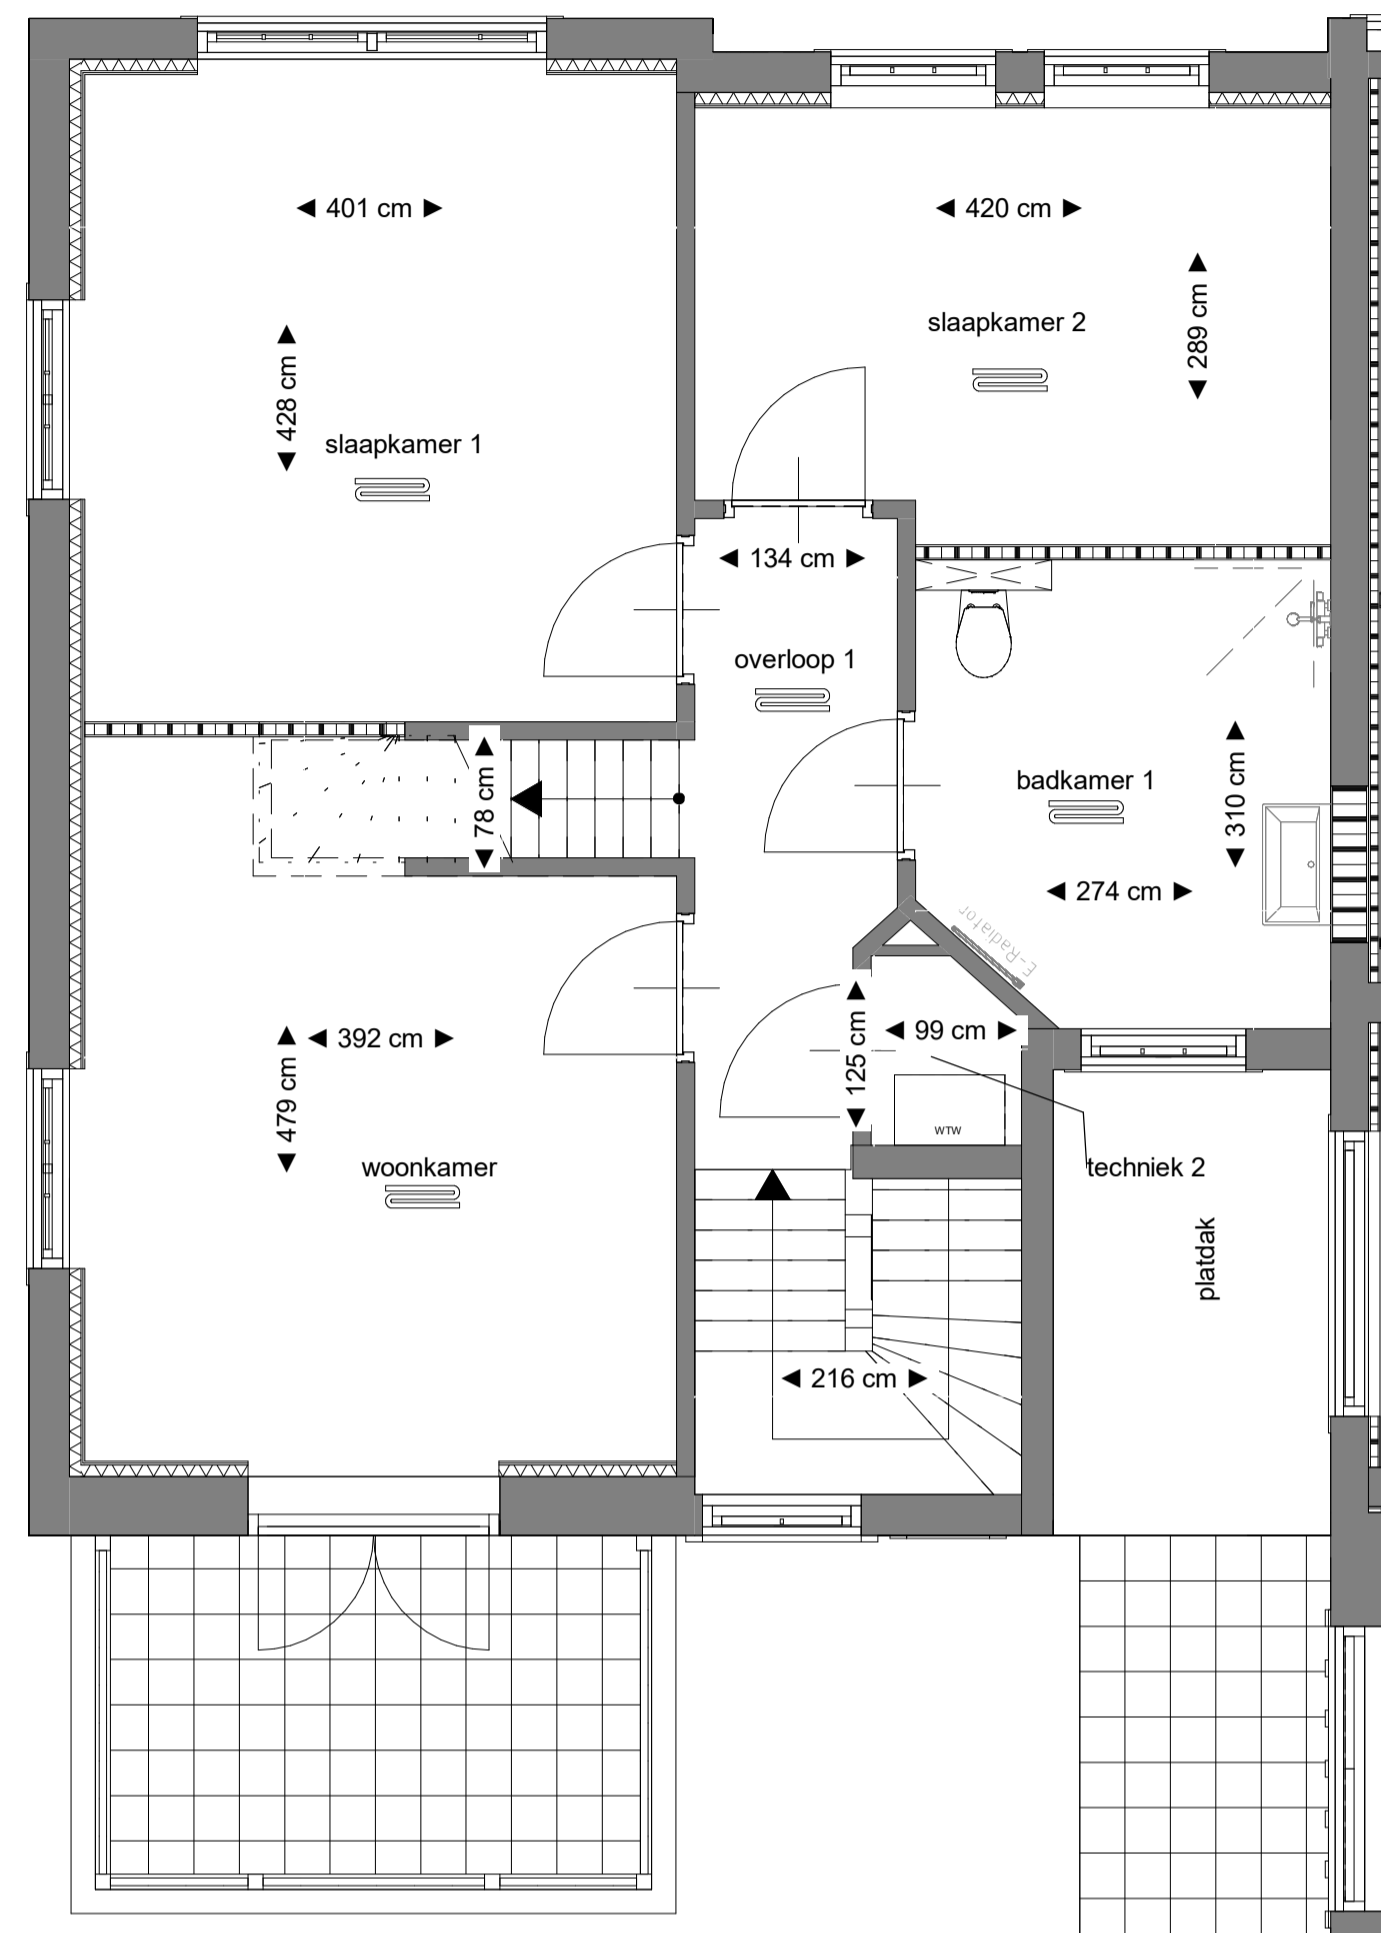 401 cm
420 cm
289 cm
slaapkamer 2
428 cm
slaapkamer 1
134 cm
overloop 1
78 cm
badkamer 1
310 cm
274 cm
E-Radiator
392 cm
479 cm
125 cm
99 cm
WTW
woonkamer
techniek 2
platdak
216 cm